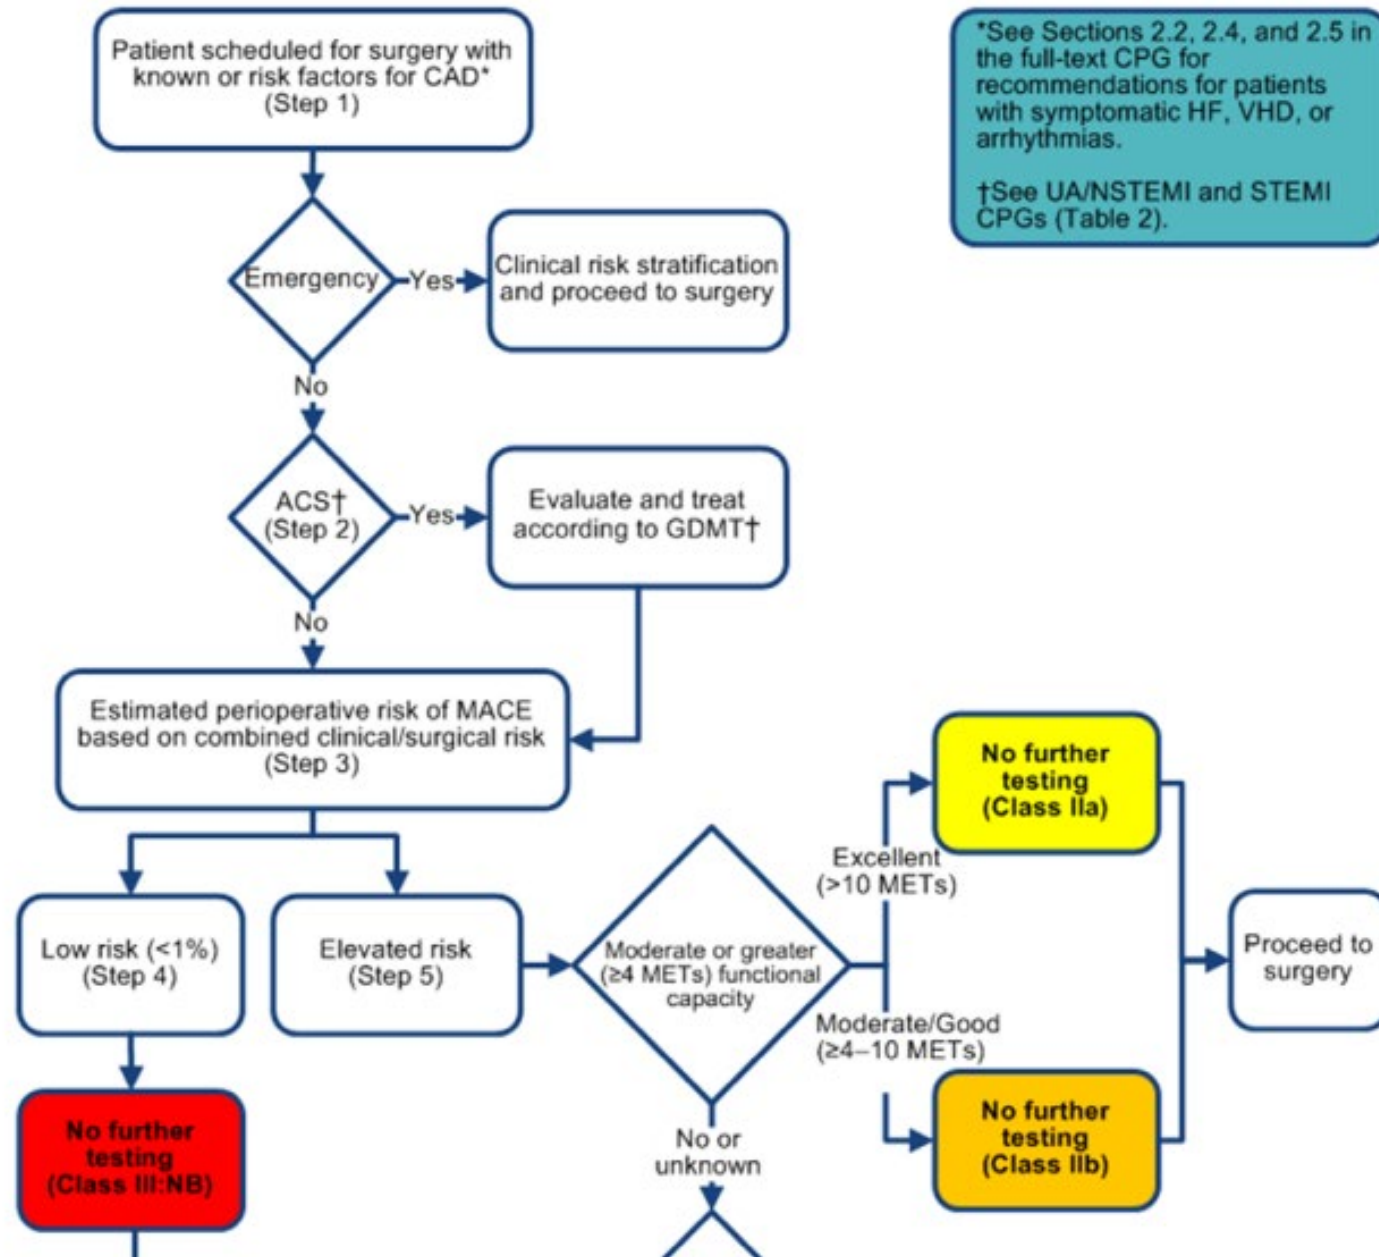 Patient scheduled for surgery with
known or risk factors for CAD*
(Step 1)
*See Sections 2.2, 2.4, and 2.5 in
the full-text CPG for
recommendations for patients
with symptomatic HF, VHD, or
arrhythmias.
†See UA/NSTEMI and STEMI
CPGs (Table 2).
Emergency
Yes
Clinical risk stratification
and proceed to surgery
No
ACS†
(Step 2)
Yes
Evaluate and treat
according to GDMT†
No
Estimated perioperative risk of MACE
based on combined clinical/surgical risk
(Step 3)
Low risk (<1%)
(Step 4)
Elevated risk
(Step 5)
Moderate or greater
(≥4 METs) functional
capacity
Excellent
(>10 METs)
No further
testing
(Class IIa)
Moderate/Good
(≥4–10 METs)
No further
testing
(Class IIb)
Proceed to
surgery
No further
testing
(Class III:NB)
No or
unknown